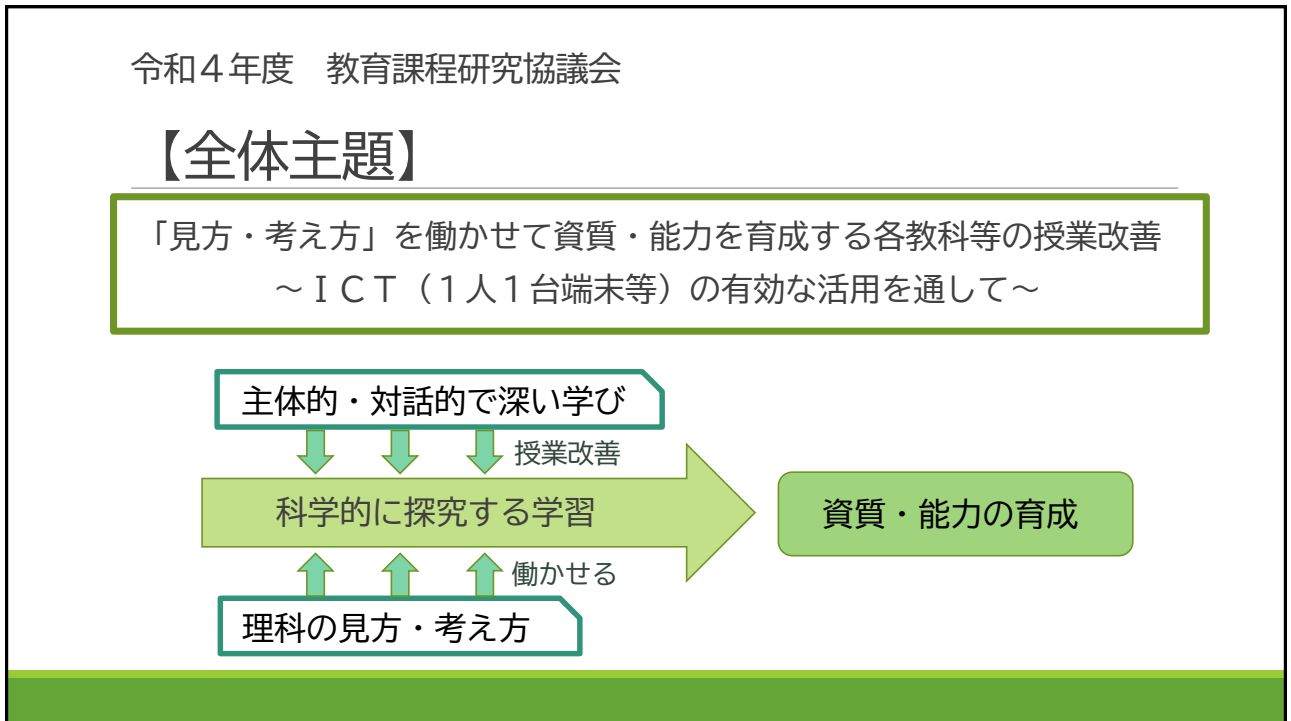 令和４年度　教育課程研究協議会
【全体主題】
「見方・考え方」を働かせて資質・能力を育成する各教科等の授業改善
～ＩＣＴ（１人１台端末等）の有効な活用を通して～
主体的・対話的で深い学び
授業改善
科学的に探究する学習
資質・能力の育成
働かせる
理科の見方・考え方